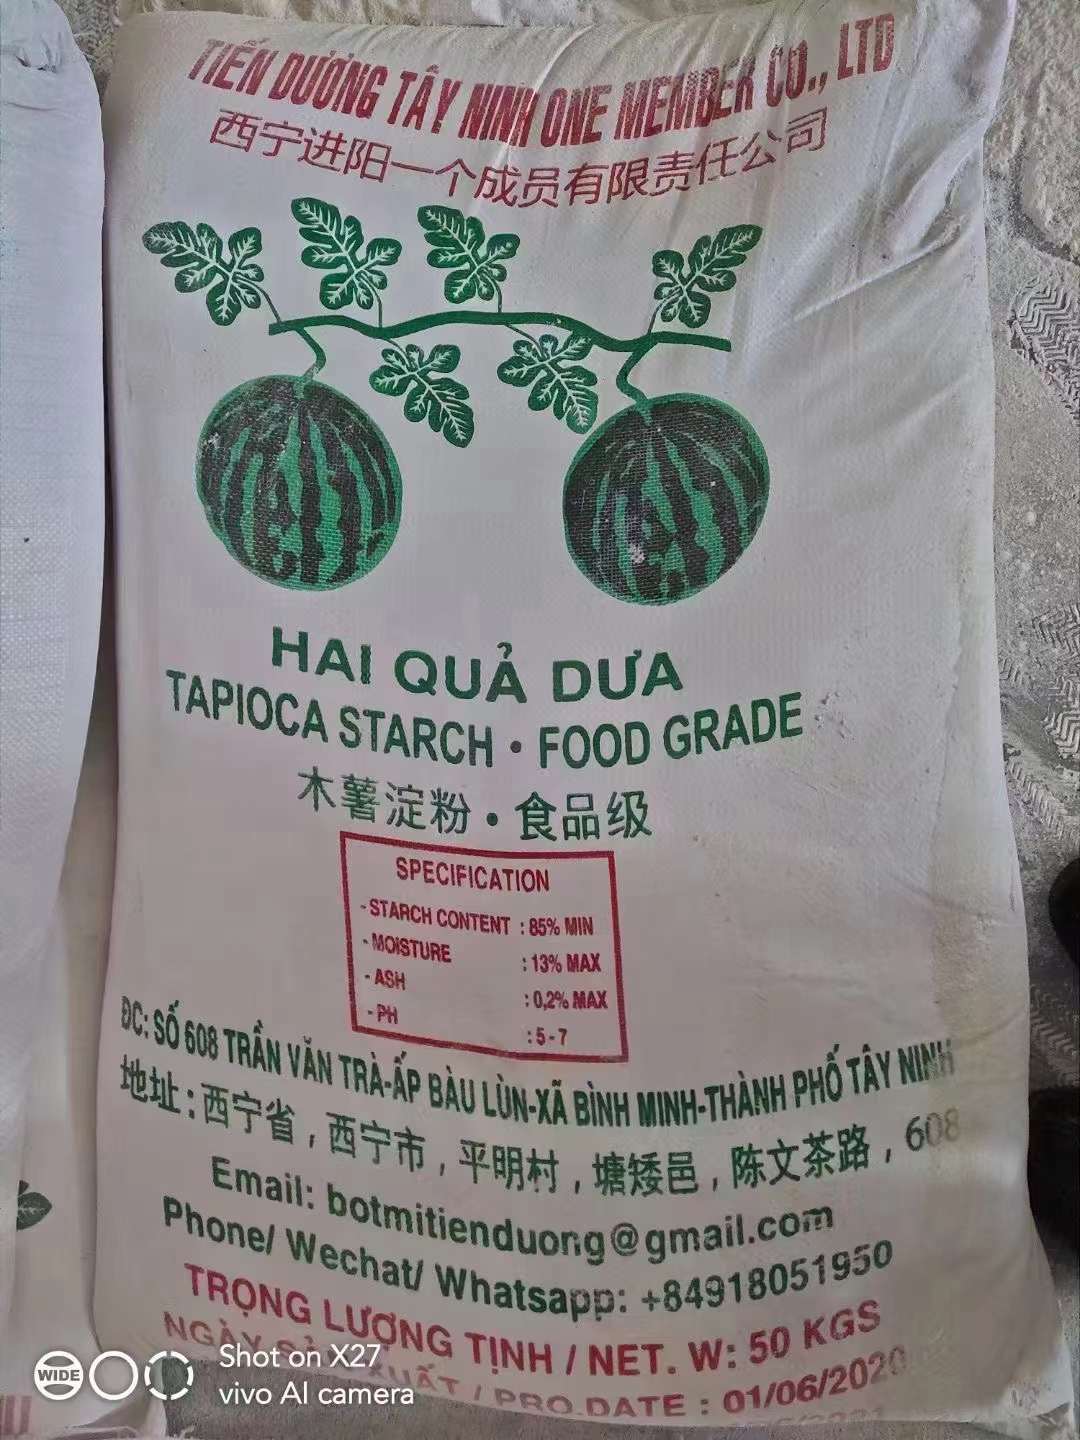 TIẾN DƯƠNG TÂY NINH ONE MEMBER CO., LTD
西宁进阳一个成员有限责任公司
HAI QUẢ DƯA
TAPIOCA STARCH • FOOD GRADE
木薯淀粉 • 食品级
SPECIFICATION
- STARCH CONTENT : 85% MIN
- MOISTURE : 13% MAX
- ASH : 0,2% MAX
- PH : 5 - 7
ĐC: SỐ 608 TRẦN VĂN TRÀ-ẤP BÀU LÙN-XÃ BÌNH MINH-THÀNH PHỐ TÂY NINH
地址：西宁省，西宁市，平明村，塘矮邑，陈文茶路，608
Email: botmitienduong@gmail.com
Phone/ Wechat/ Whatsapp: +84918051950
TRỌNG LƯỢNG TỊNH / NET. W: 50 KGS
NGÀY SẢN XUẤT / PRO.DATE : 01/06/2020
WIDE
Shot on X27
vivo AI camera